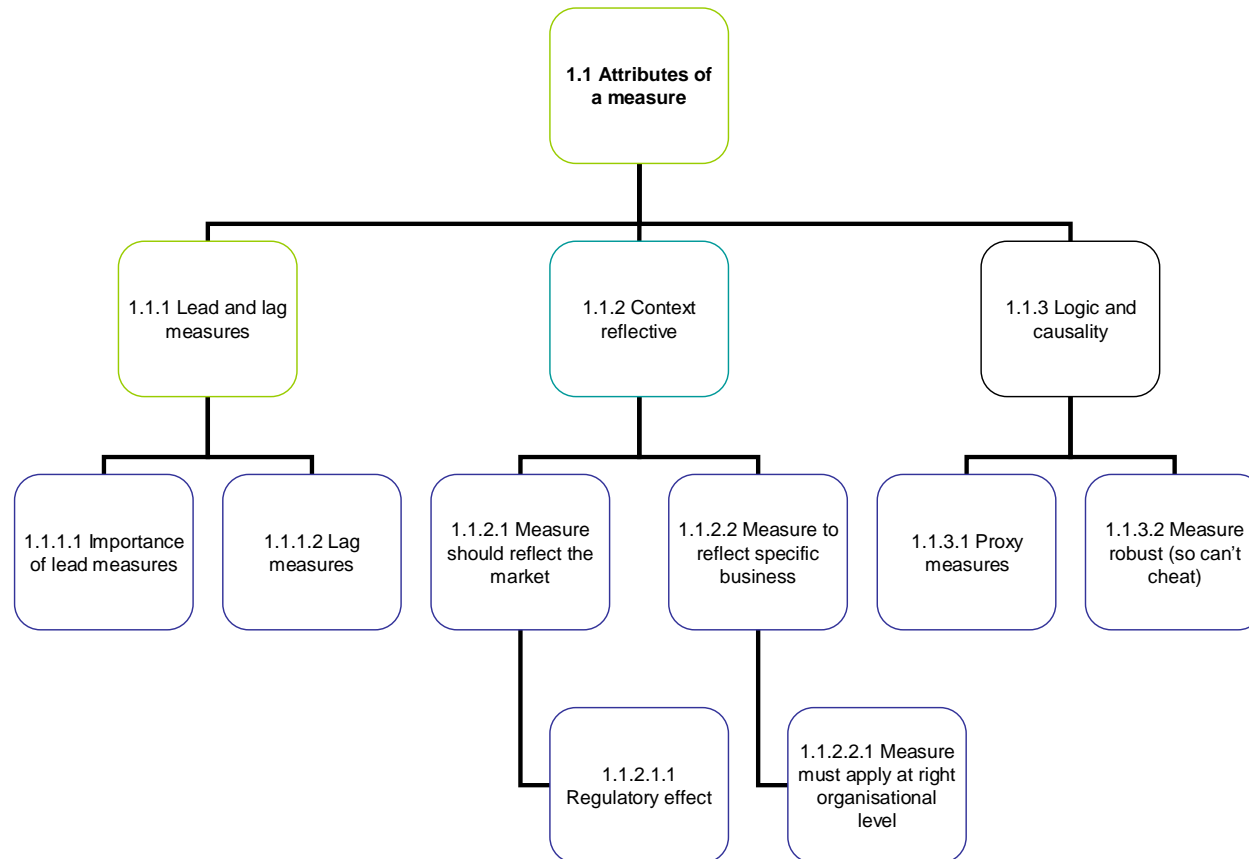 1.1 Attributes of
a measure
1.1.1 Lead and lag
measures
1.1.2 Context
reflective
1.1.3 Logic and
causality
1.1.1.1 Importance
of lead measures
1.1.1.2 Lag
measures
1.1.2.1 Measure
should reflect the
market
1.1.2.2 Measure to
reflect specific
business
1.1.3.1 Proxy
measures
1.1.3.2 Measure
robust (so can’t
cheat)
1.1.2.1.1
Regulatory effect
1.1.2.2.1 Measure
must apply at right
organisational
level